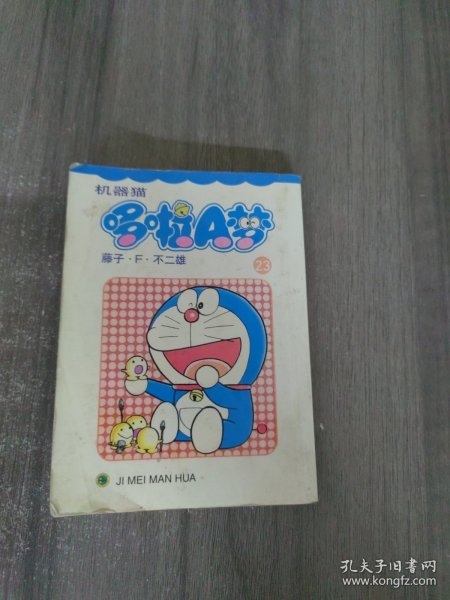 机器猫
哆啦A梦
藤子·F·不二雄
23
JI MEI MAN HUA
孔夫子旧书网
www.kongfz.com